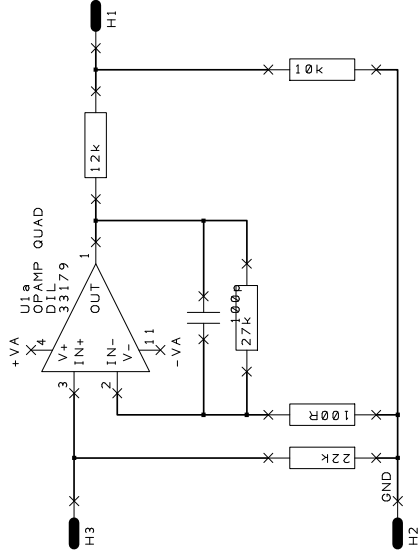 H1
10k
12k
U1a
OPAMP QUAD
DIL
33179
1
OUT
+VA
4
V+
IN+
IN-
V-
11
-VA
3
2
100p
27k
100R
22k
GND
H3
H2